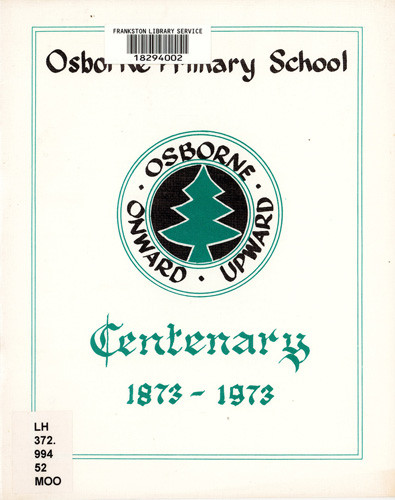 FRANKSTON LIBRARY SERVICE
18294002
Osborne Primary School
· OSBORNE ·
ONWARD · UPWARD
Centenary
1873 - 1973
LH
372.
994
52
MOO